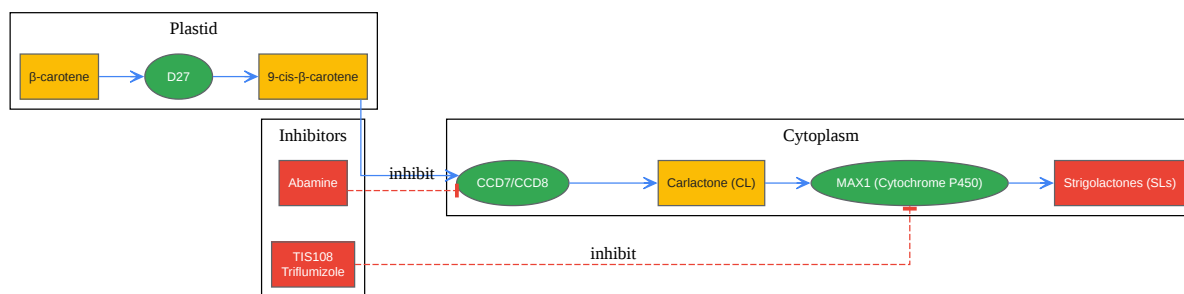 Plastid
β-carotene
D27
9-cis-β-carotene
Inhibitors
Cytoplasm
Abamine
inhibit
CCD7/CCD8
Carlactone (CL)
MAX1 (Cytochrome P450)
Strigolactones (SLs)
TIS108
Triflumizole
inhibit